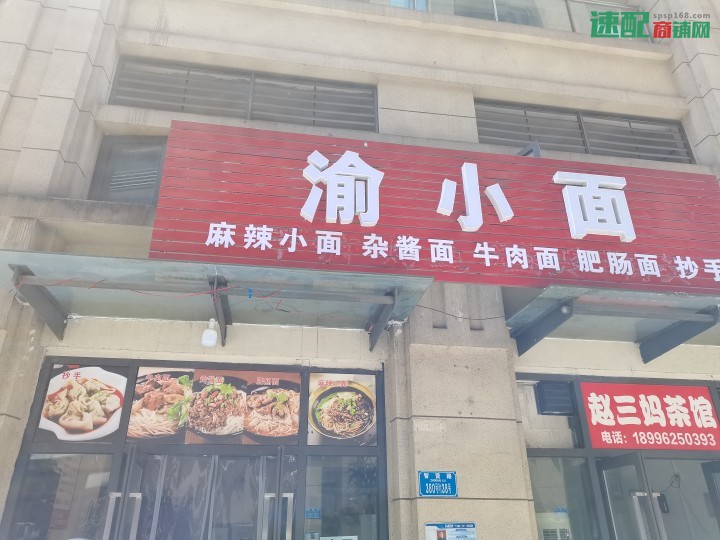 速配 spsp168.com
商铺网
渝小面
麻辣小面 杂酱面 牛肉面 肥肠面 抄手
抄手
赵三妈茶馆
电话：18996250393